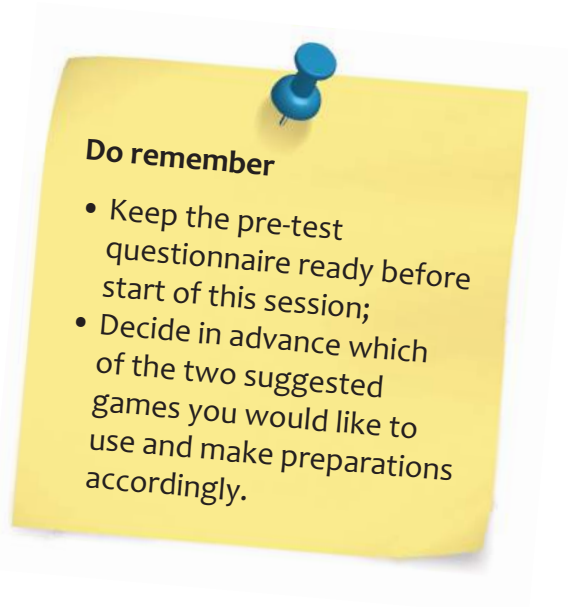 Do remember
• Keep the pre-test
questionnaire ready before
start of this session;
• Decide in advance which
of the two suggested
games you would like to
use and make preparations
accordingly.